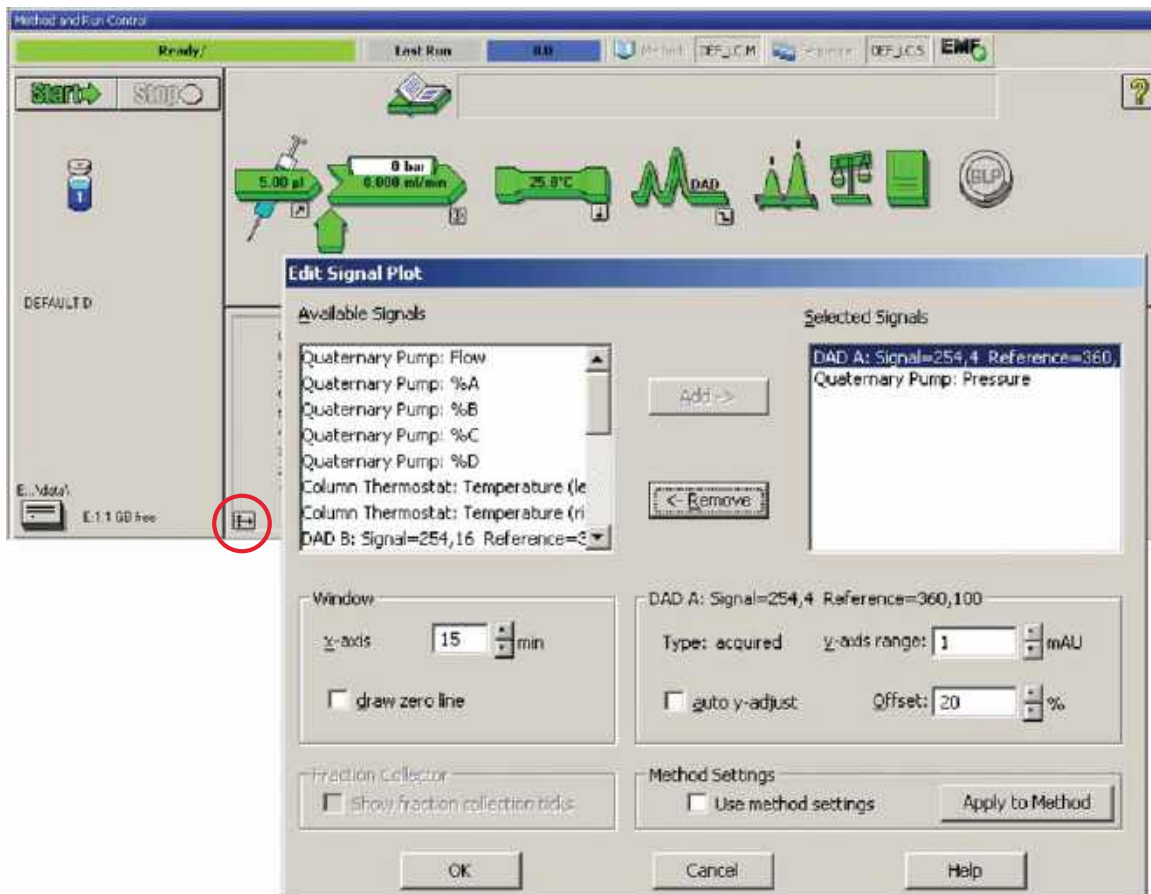 Method and Run Control
Ready/ Last Run 0.0 Method DEF_LC.M Sequence DEF_LC.S EMF
Start Stop ?
0 bar
5.00 µl 0.000 ml/min 25.8°C DAD GLP
1
DEFAULT D
E...\data\
E:1.1 GB free
Edit Signal Plot
Available Signals Selected Signals
Quaternary Pump: Flow
Quaternary Pump: %A
Quaternary Pump: %B
Quaternary Pump: %C
Quaternary Pump: %D
Column Thermostat: Temperature (le
Column Thermostat: Temperature (ri
DAD B: Signal=254,16 Reference=3
Add ->
<- Remove
DAD A: Signal=254,4 Reference=360,
Quaternary Pump: Pressure
Window
x-axis 15 min
draw zero line
DAD A: Signal=254,4 Reference=360,100
Type: acquired y-axis range: 1 mAU
auto y-adjust Offset: 20 %
Fraction Collector
Show fraction collection ticks
Method Settings
Use method settings Apply to Method
OK Cancel Help